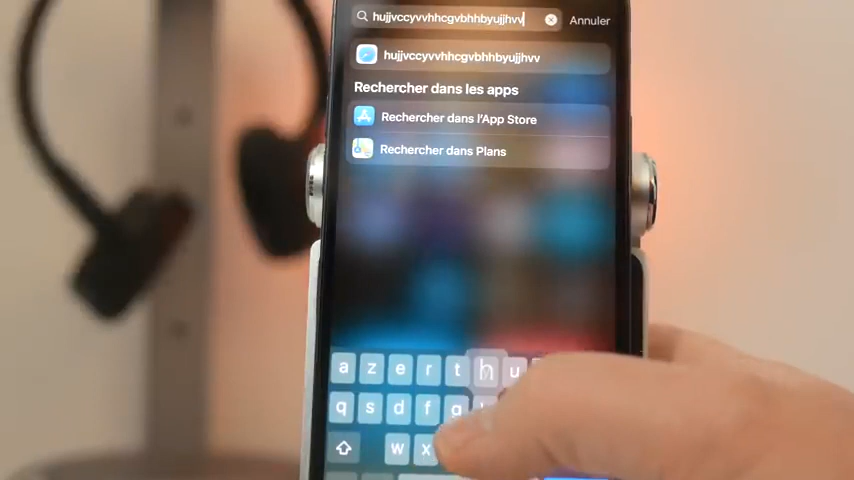 hujjvccyvvhhcgvbhhbyujjhvv Annuler
hujjvccyvvhhcgvbhhbyujjhvv
Rechercher dans les apps
Rechercher dans l'App Store
Rechercher dans Plans
a z e r t h u
q s d f g
w x